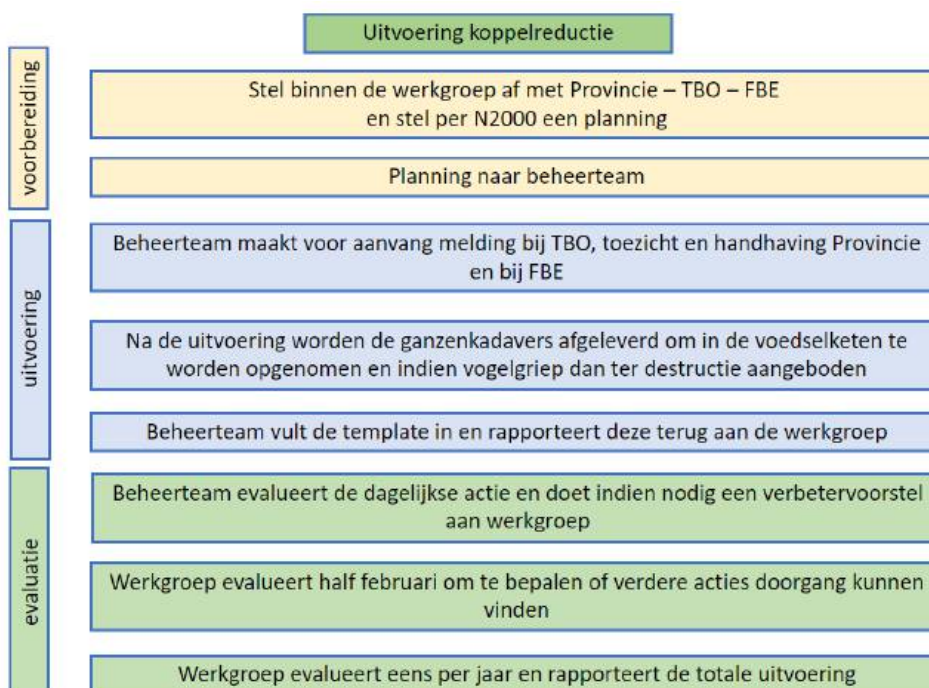 Uitvoering koppelreductie
voorbereiding
Stel binnen de werkgroep af met Provincie – TBO – FBE
en stel per N2000 een planning
Planning naar beheerteam
uitvoering
Beheerteam maakt voor aanvang melding bij TBO, toezicht en handhaving Provincie
en bij FBE
Na de uitvoering worden de ganzenkadavers afgeleverd om in de voedselketen te
worden opgenomen en indien vogelgriep dan ter destructie aangeboden
Beheerteam vult de template in en rapporteert deze terug aan de werkgroep
evaluatie
Beheerteam evalueert de dagelijkse actie en doet indien nodig een verbetervoorstel
aan werkgroep
Werkgroep evalueert half februari om te bepalen of verdere acties doorgang kunnen
vinden
Werkgroep evalueert eens per jaar en rapporteert de totale uitvoering